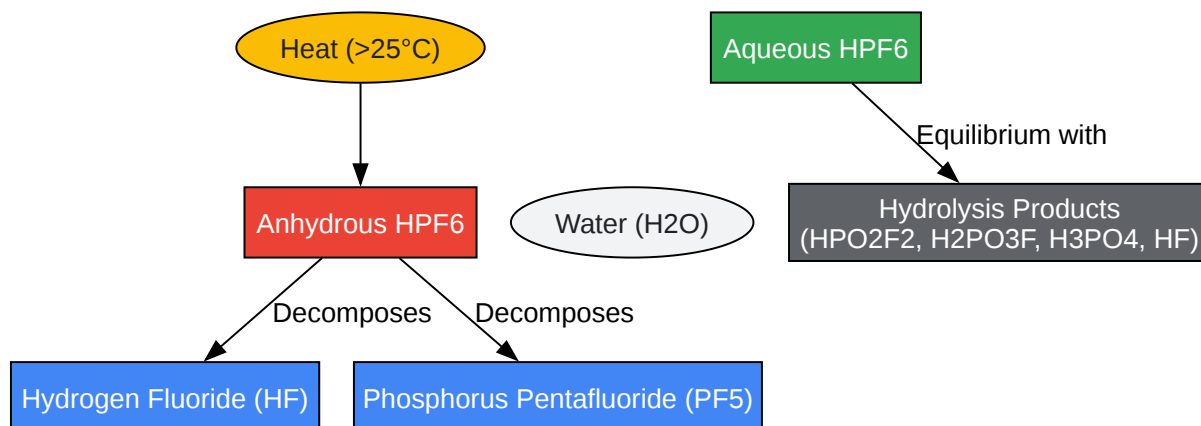 Heat (>25°C)
Aqueous HPF6
Equilibrium with
Anhydrous HPF6
Water (H2O)
Hydrolysis Products
(HPO2F2, H2PO3F, H3PO4, HF)
Decomposes
Decomposes
Hydrogen Fluoride (HF)
Phosphorus Pentafluoride (PF5)